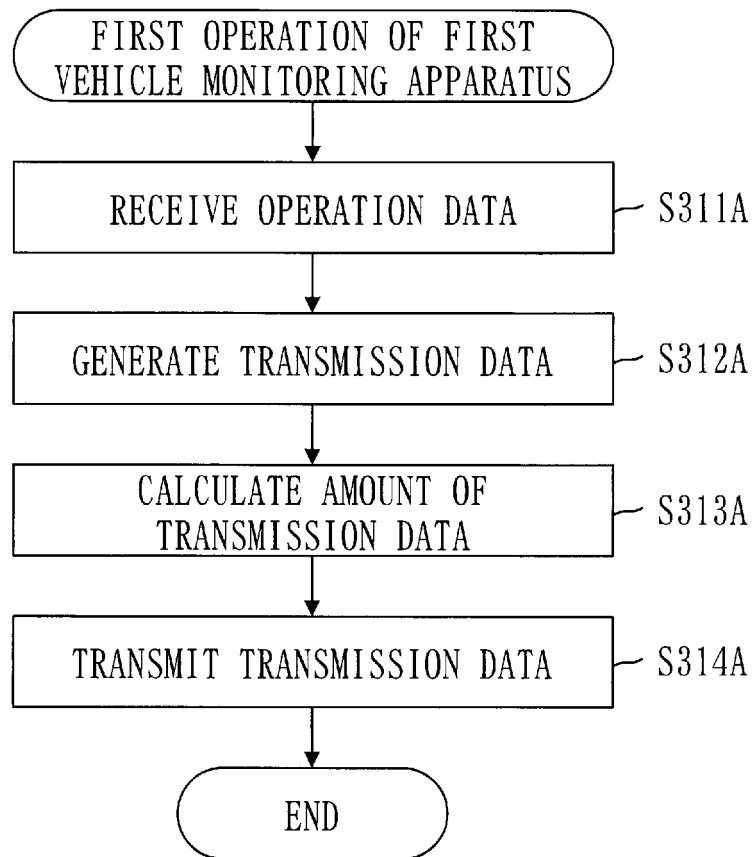 FIRST OPERATION OF FIRST
VEHICLE MONITORING APPARATUS
RECEIVE OPERATION DATA
S311A
GENERATE TRANSMISSION DATA
S312A
CALCULATE AMOUNT OF
TRANSMISSION DATA
S313A
TRANSMIT TRANSMISSION DATA
S314A
END